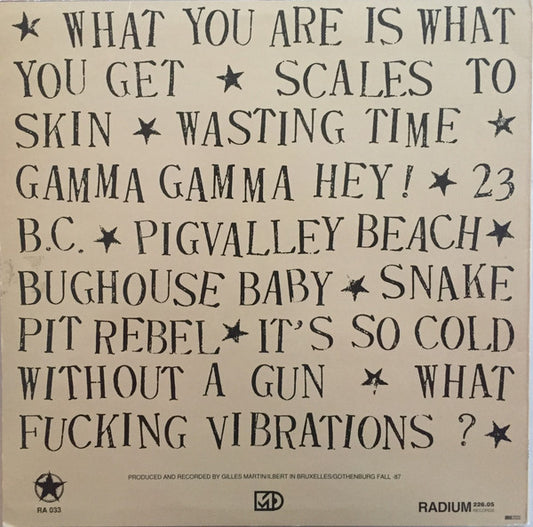 ★ WHAT YOU ARE IS WHAT
YOU GET ★ SCALES TO
SKIN ★ WASTING TIME ★
GAMMA GAMMA HEY! ★ 23
B.C. ★ PIGVALLEY BEACH ★
BUGHOUSE BABY ★ SNAKE
PIT REBEL ★ IT'S SO COLD
WITHOUT A GUN ★ WHAT
FUCKING VIBRATIONS ? ★
PRODUCED AND RECORDED BY GILLES MARTIN/ILBERT IN BRUXELLES/GOTHENBURG FALL -87
RA 033
RADIUM 226.05
RECORDS